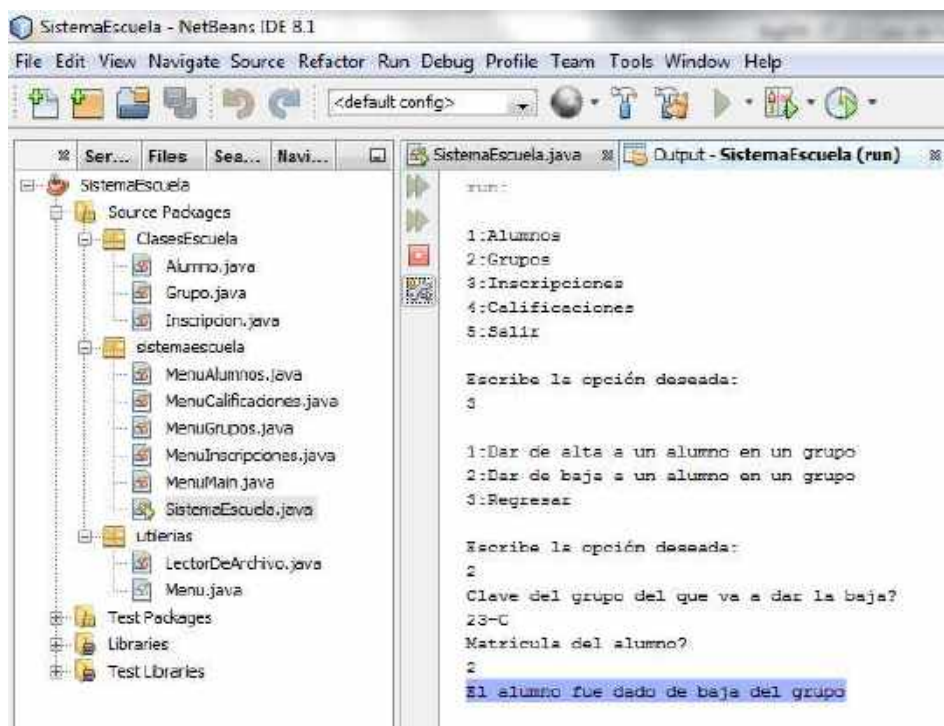 SistemaEscuela - NetBeans IDE 8.1
File Edit View Navigate Source Refactor Run Debug Profile Team Tools Window Help
<default config>
Ser... Files Sea... Navi...
SistemaEscuela
Source Packages
ClasesEscuela
Alumno.java
Grupo.java
Inscripcion.java
sistemaescuela
MenuAlumnos.java
MenuCalificaciones.java
MenuGrupos.java
MenuInscripciones.java
MenuMain.java
SistemaEscuela.java
utierias
LectorDeArchivo.java
Menu.java
Test Packages
Libraries
Test Libraries
SistemaEscuela.java Output - SistemaEscuela (run)
run:
1:Alumnos
2:Grupos
3:Inscripciones
4:Calificaciones
5:Salir
Escribe la opción deseada:
3
1:Dar de alta a un alumno en un grupo
2:Dar de baja a un alumno en un grupo
3:Regresar
Escribe la opción deseada:
2
Clave del grupo del que va a dar la baja?
23-C
Matricula del alumno?
2
El alumno fue dado de baja del grupo